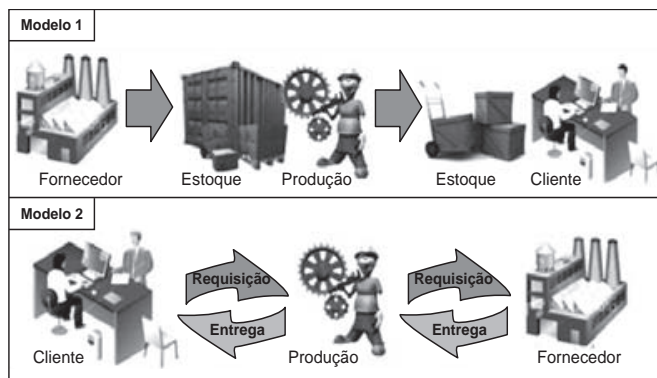 Modelo 1
Fornecedor Estoque Produção Estoque Cliente
Modelo 2
Requisição Requisição
Entrega Entrega
Cliente Produção Fornecedor